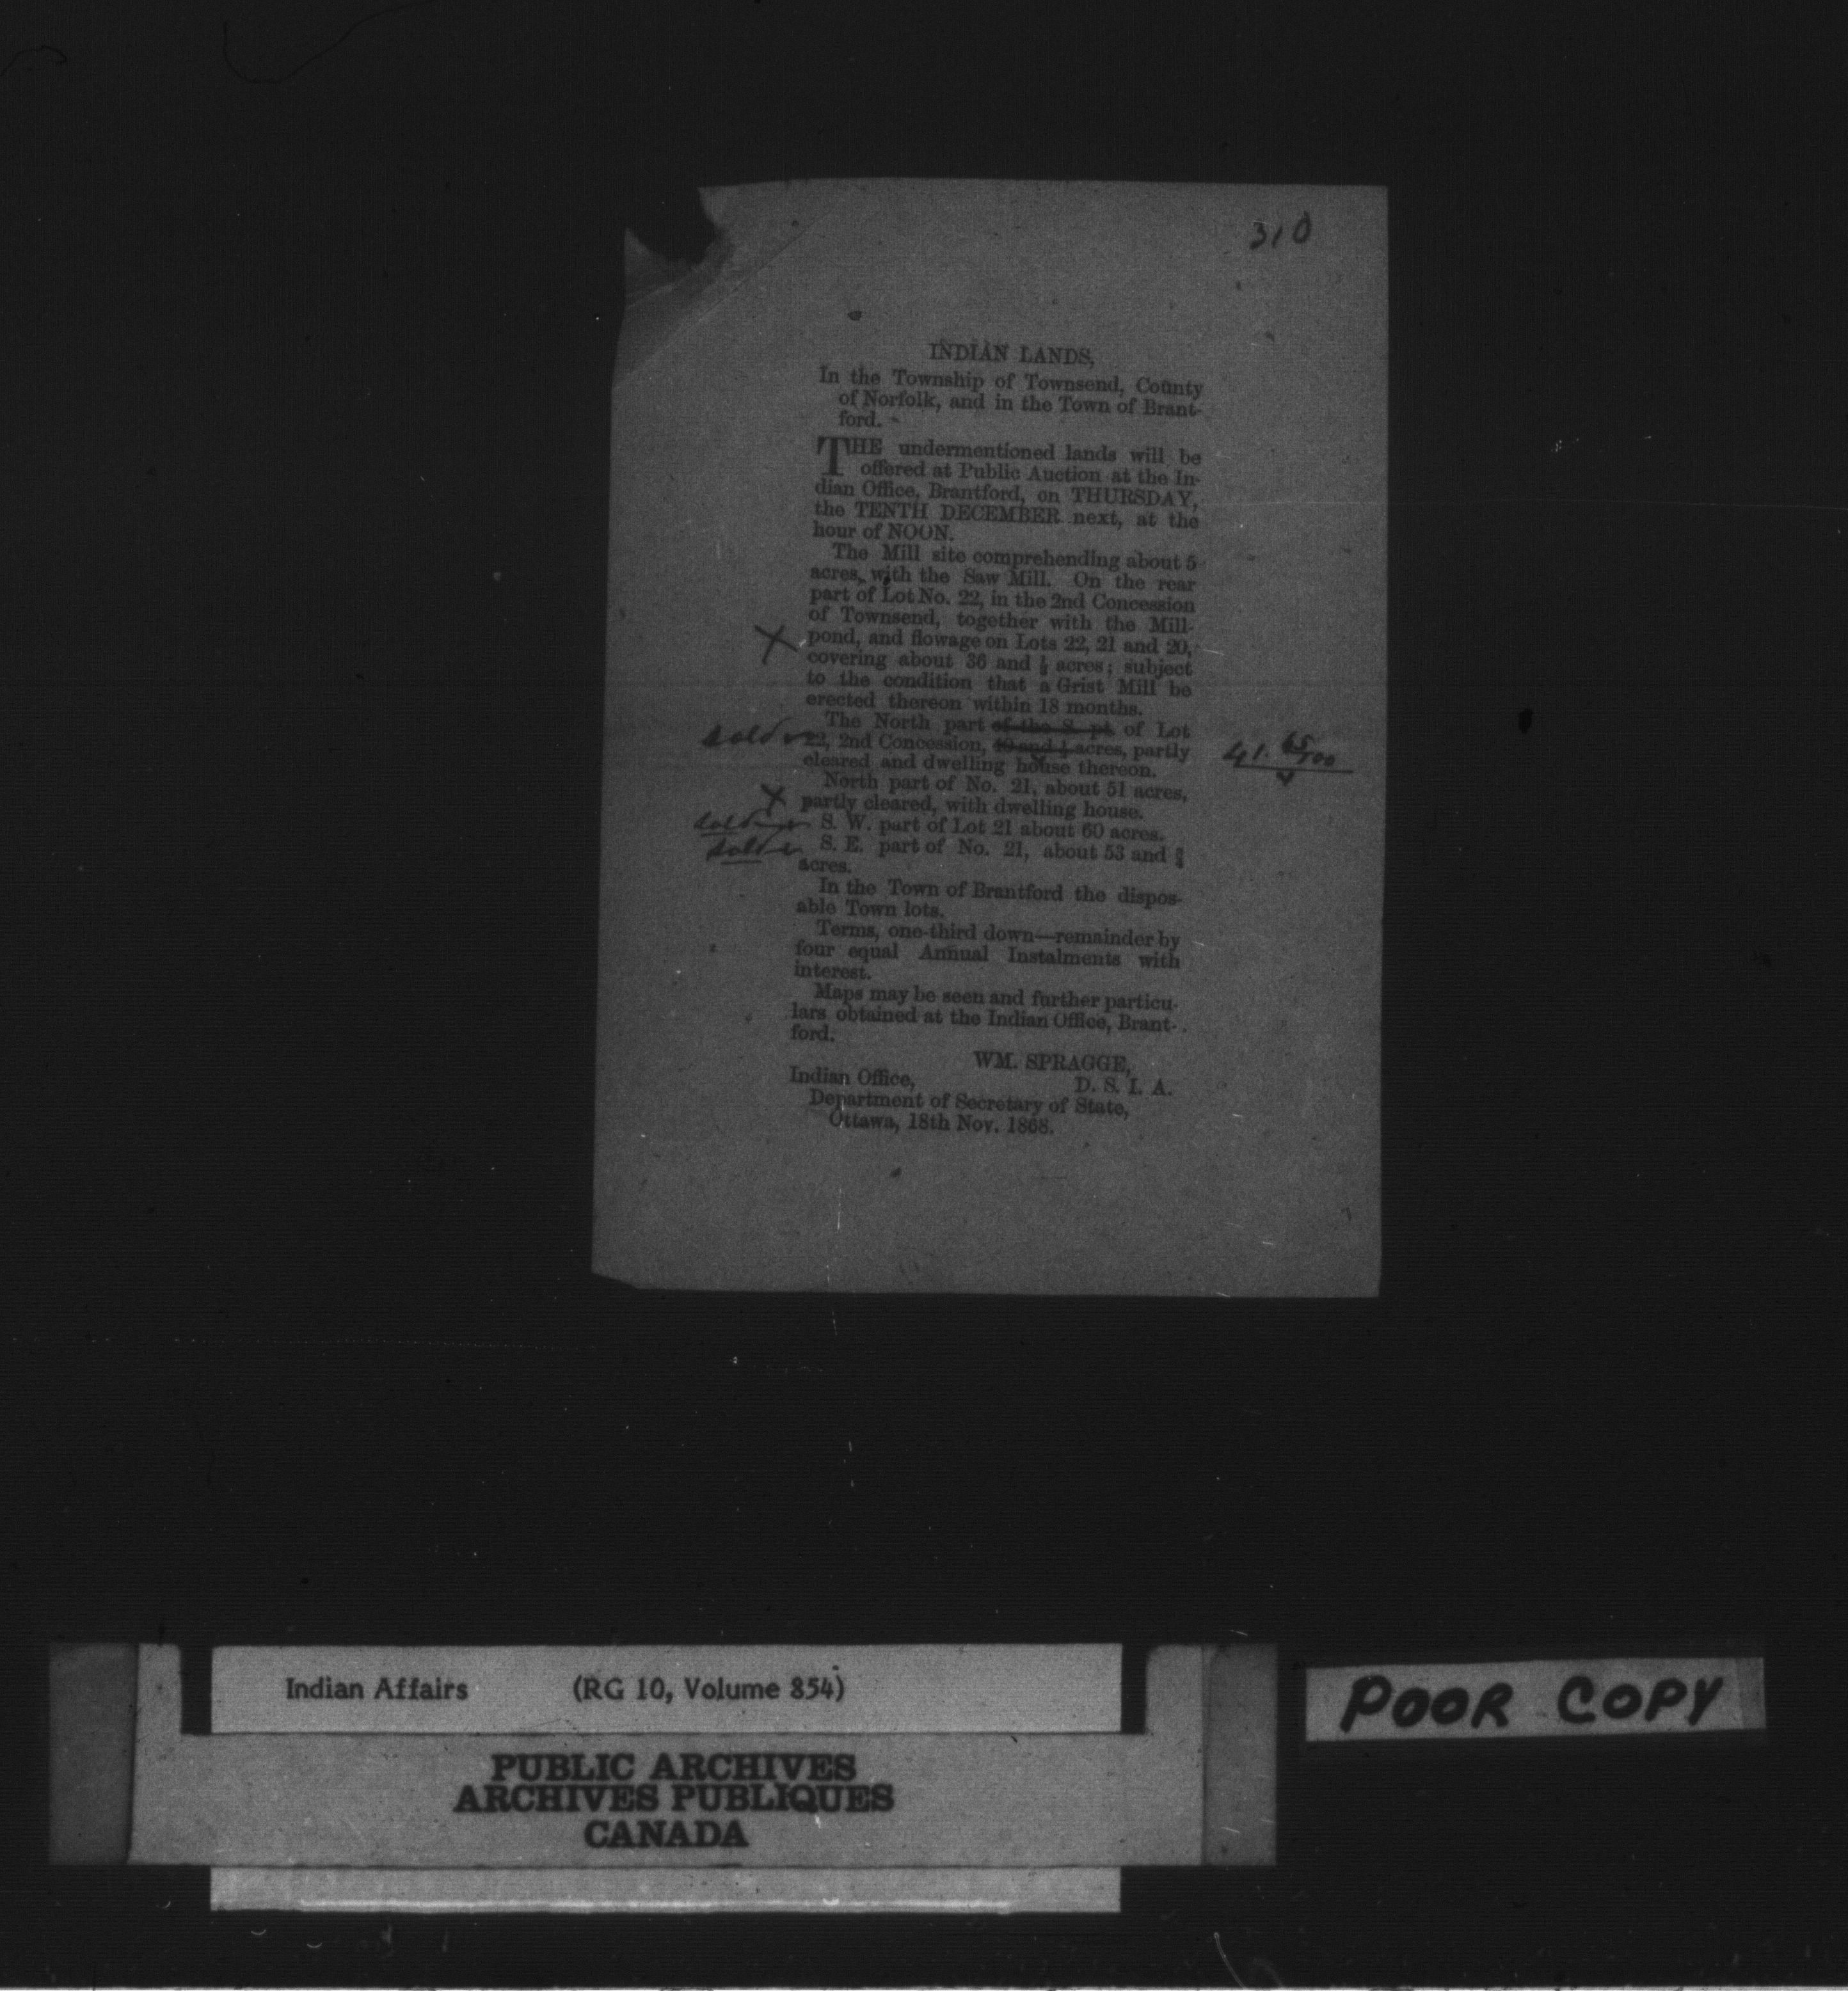 310
INDIAN LANDS,
In the Township of Townsend, County
of Norfolk, and in the Town of Brant-
ford.
THE undermentioned lands will be
offered at Public Auction at the In-
dian Office, Brantford, on THURSDAY,
the TENTH DECEMBER next, at the
hour of NOON.
The Mill site comprehending about 5
acres, with the Saw Mill. On the rear
part of Lot No. 22, in the 2nd Concession
of Townsend, together with the Mill-
X pond, and flowage on Lots 22, 21 and 20,
covering about 36 and acres; subject
to the condition that a Grist Mill be
erected thereon within 18 months.
The North part of the S. pt. of Lot
sold 22, 2nd Concession, 40 and acres, partly 41. 65/100
cleared and dwelling house thereon.
North part of No. 21, about 51 acres,
X partly cleared, with dwelling house.
sold S. W. part of Lot 21 about 60 acres.
sold S. E. part of No. 21, about 53 and
acres.
In the Town of Brantford the dispos-
able Town lots.
Terms, one-third down—remainder by
four equal Annual Instalments with
interest.
Maps may be seen and further particu-
lars obtained at the Indian Office, Brant-
ford.
WM. SPRAGGE,
D. S. I. A.
Indian Office,
Department of Secretary of State,
Ottawa, 18th Nov. 1868.
Indian Affairs (RG 10, Volume 854)
POOR COPY
PUBLIC ARCHIVES
ARCHIVES PUBLIQUES
CANADA